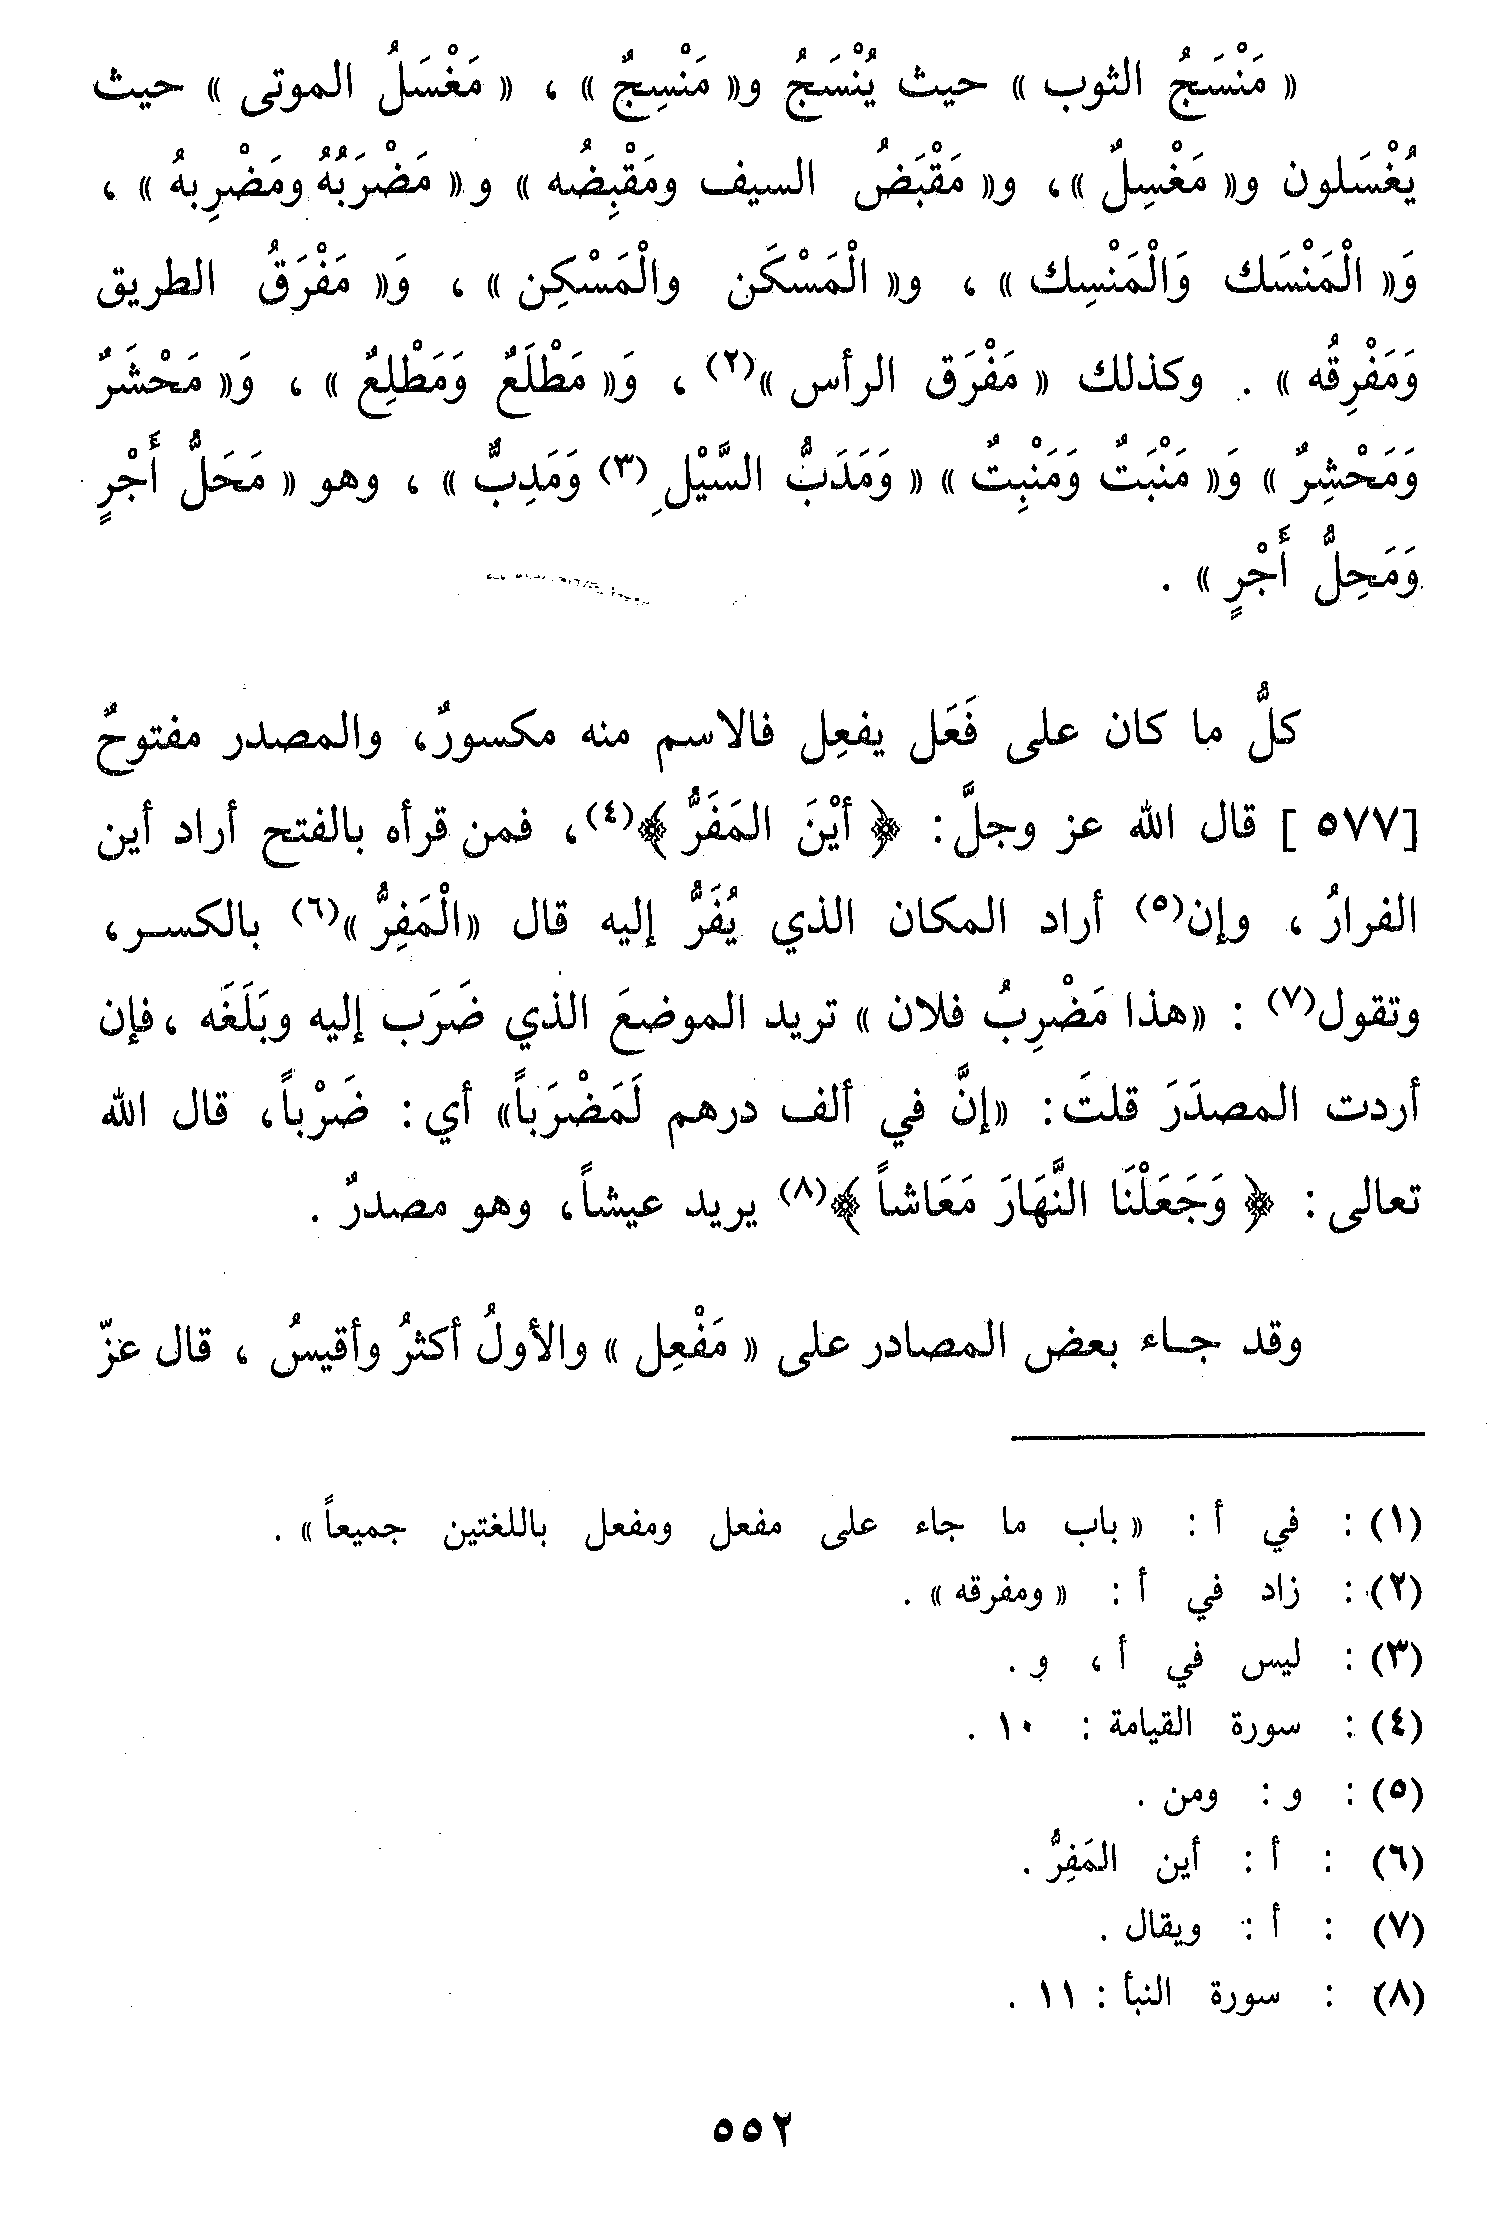 « مَنْسَجُ الثوب » حيث يُنْسَجُ و« مَنْسِجٌ » ، « مَغْسَلُ الموتى » حيث
يُغْسَلون و« مَغْسِلٌ »، و« مَقْبَضُ السيف ومَقْبِضُه » و « مَضْرَبُهُ ومَضْرِبهُ » ،
وَ« الْمَنْسَك وَالْمَنْسِك » ، و« الْمَسْكَن والْمَسْكِن » ، وَ« مَفْرَقُ الطريق
وَمَفْرِقُه » . وكذلك « مَفْرَق الرأس »(٢) ، وَ« مَطْلَعٌ وَمَطْلِعٌ » ، وَ« مَحْشَرٌ
وَمَحْشِرٌ » وَ« مَنْبَتٌ وَمَنْبِتٌ » « وَمَدَبُّ السَّيْلِ (٣) وَمَدِبٌّ » ، وهو « مَحَلُّ أَجْرٍ
وَمَحِلُّ أَجْرٍ » .
كلُّ ما كان على فَعَل يفعِل فالاسم منه مكسورٌ، والمصدر مفتوحٌ
[٥٧٧] قال الله عز وجلَّ : ﴿ أيْنَ المَفَرُّ ﴾(٤)، فمن قرأه بالفتح أراد أين
الفرارُ ، وإن(٥) أراد المكان الذي يُفَرُّ إليه قال «الْمَفِرُّ»(٦) بالكسر،
وتقول(٧) : «هذا مَضْرِبُ فلان » تريد الموضعَ الذي ضَرَب إليه وبَلَغَه ،فإن
أردت المصدَرَ قلتَ : «إنَّ في ألف درهم لَمَضْرَباً» أي : ضَرْباً، قال الله
تعالى : ﴿ وَجَعَلْنَا النَّهَارَ مَعَاشاً ﴾(٨) يريد عيشاً، وهو مصدرٌ .
وقد جاء بعض المصادر على « مَفْعِل » والأولُ أكثرُ وأقيسُ ، قال عزّ
(١) : في أ : « باب ما جاء على مفعل ومفعل باللغتين جميعاً » .
(٢) : زاد في أ : « ومفرقه » .
(٣) : ليس في أ ، و .
(٤) : سورة القيامة : ١٠ .
(٥) : و : ومن .
(٦) : أ : أين المَفِرُّ .
(٧) : أ : ويقال .
(٨) : سورة النبأ : ١١ .
٥٥٢